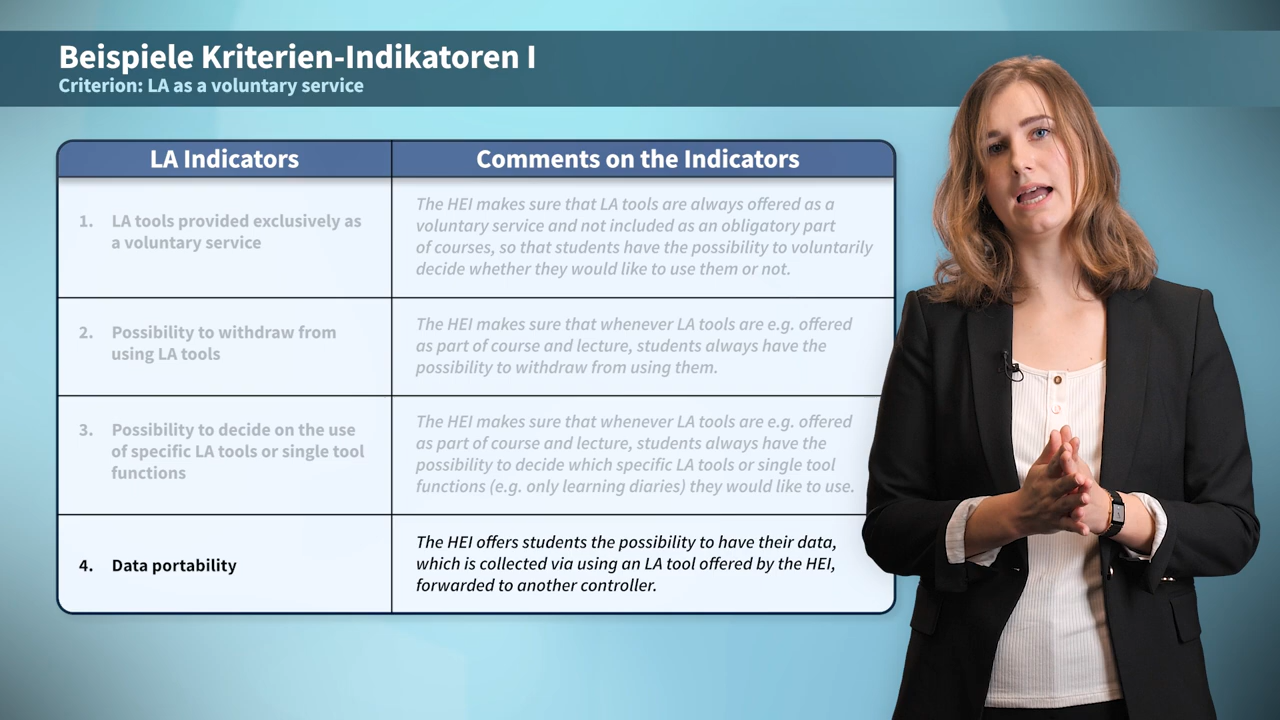 Beispiele Kriterien-Indikatoren I
Criterion: LA as a voluntary service
LA Indicators
Comments on the Indicators
1. LA tools provided exclusively as
a voluntary service
The HEI makes sure that LA tools are always offered as a
voluntary service and not included as an obligatory part
of courses, so that students have the possibility to voluntarily
decide whether they would like to use them or not.
2. Possibility to withdraw from
using LA tools
The HEI makes sure that whenever LA tools are e.g. offered
as part of course and lecture, students always have the
possibility to withdraw from using them.
3. Possibility to decide on the use
of specific LA tools or single tool
functions
The HEI makes sure that whenever LA tools are e.g. offered
as part of course and lecture, students always have the
possibility to decide which specific LA tools or single tool
functions (e.g. only learning diaries) they would like to use.
4. Data portability
The HEI offers students the possibility to have their data,
which is collected via using an LA tool offered by the HEI,
forwarded to another controller.